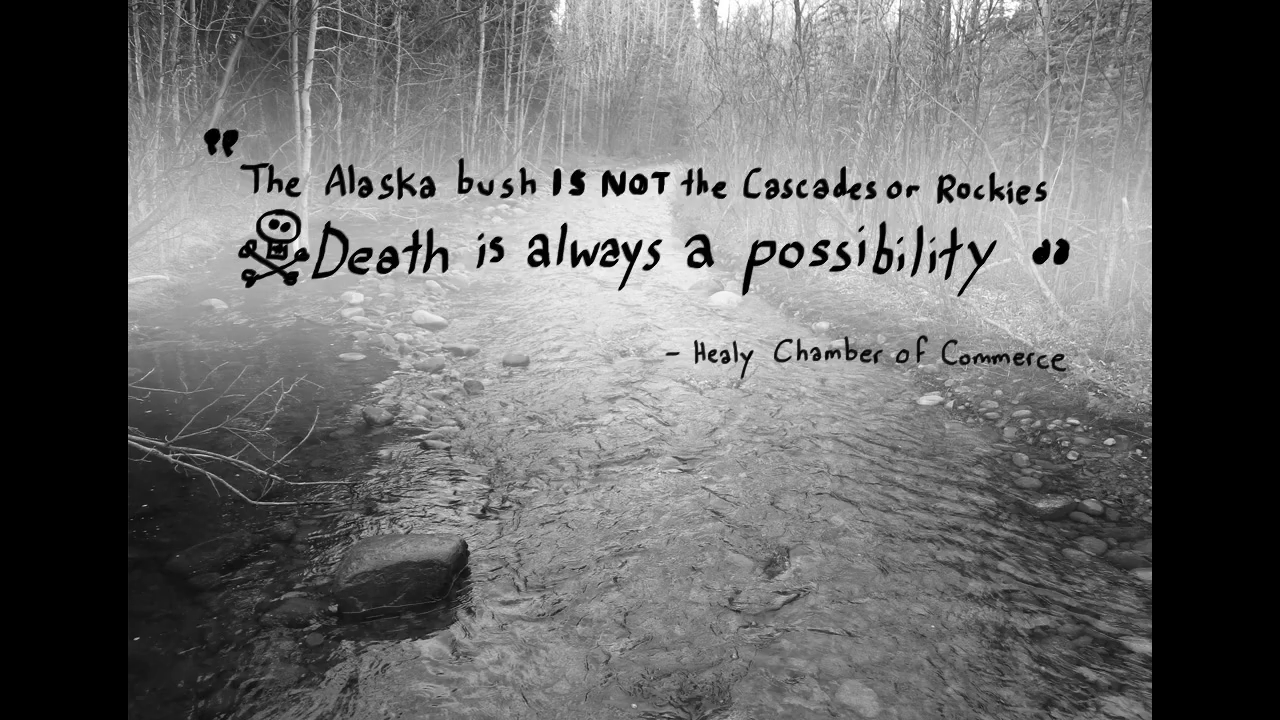 "The Alaska bush IS NOT the Cascades or Rockies
Death is always a possibility"
- Healy Chamber of Commerce